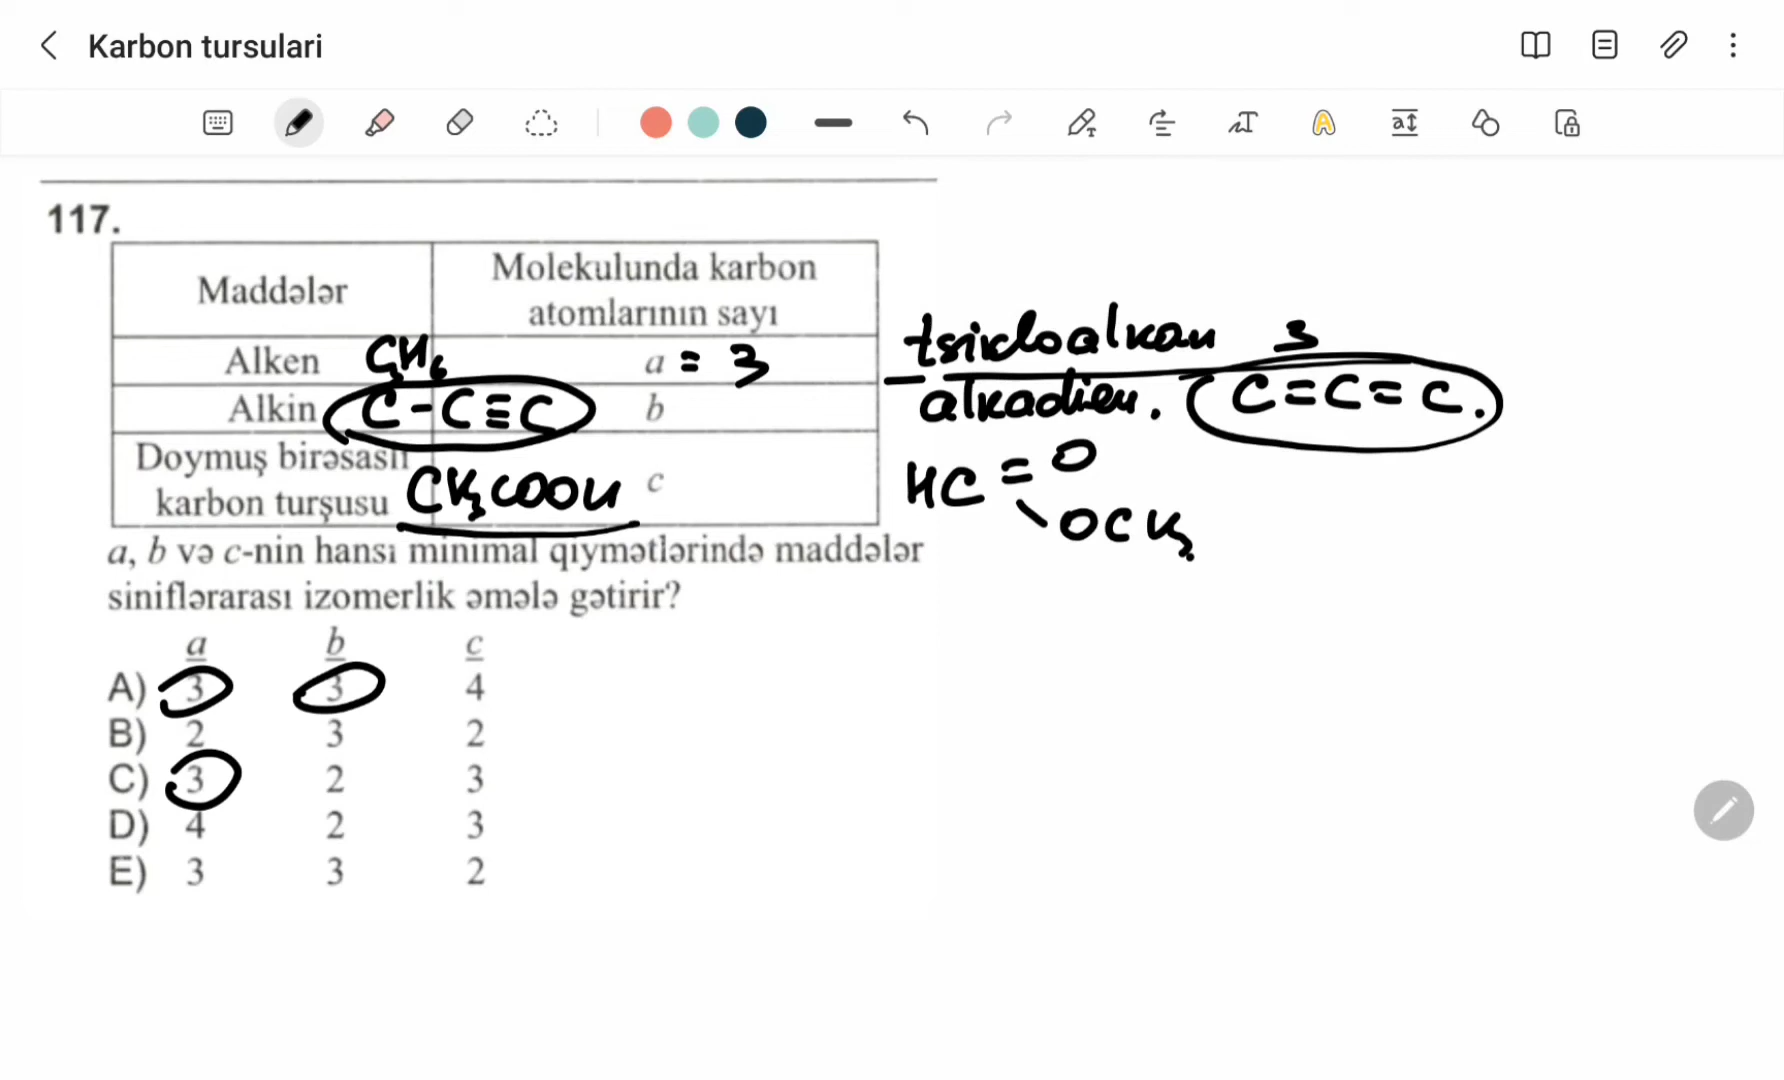 Karbon tursulari
117.
Maddələr
Molekulunda karbon
atomlarının sayı
Alken C₃H₆ a = 3
tsikloalkan 3
Alkin C-C≡C b
alkadien. C=C=C.
Doymuş birəsaslı
karbon turşusu CH₃COOH c
HC=O
\OCH₃
a, b və c-nin hansı minimal qiymətlərində maddələr
siniflərarası izomerlik əmələ gətirir?
a b c
A) 3 3 4
B) 2 3 2
C) 3 2 3
D) 4 2 3
E) 3 3 2